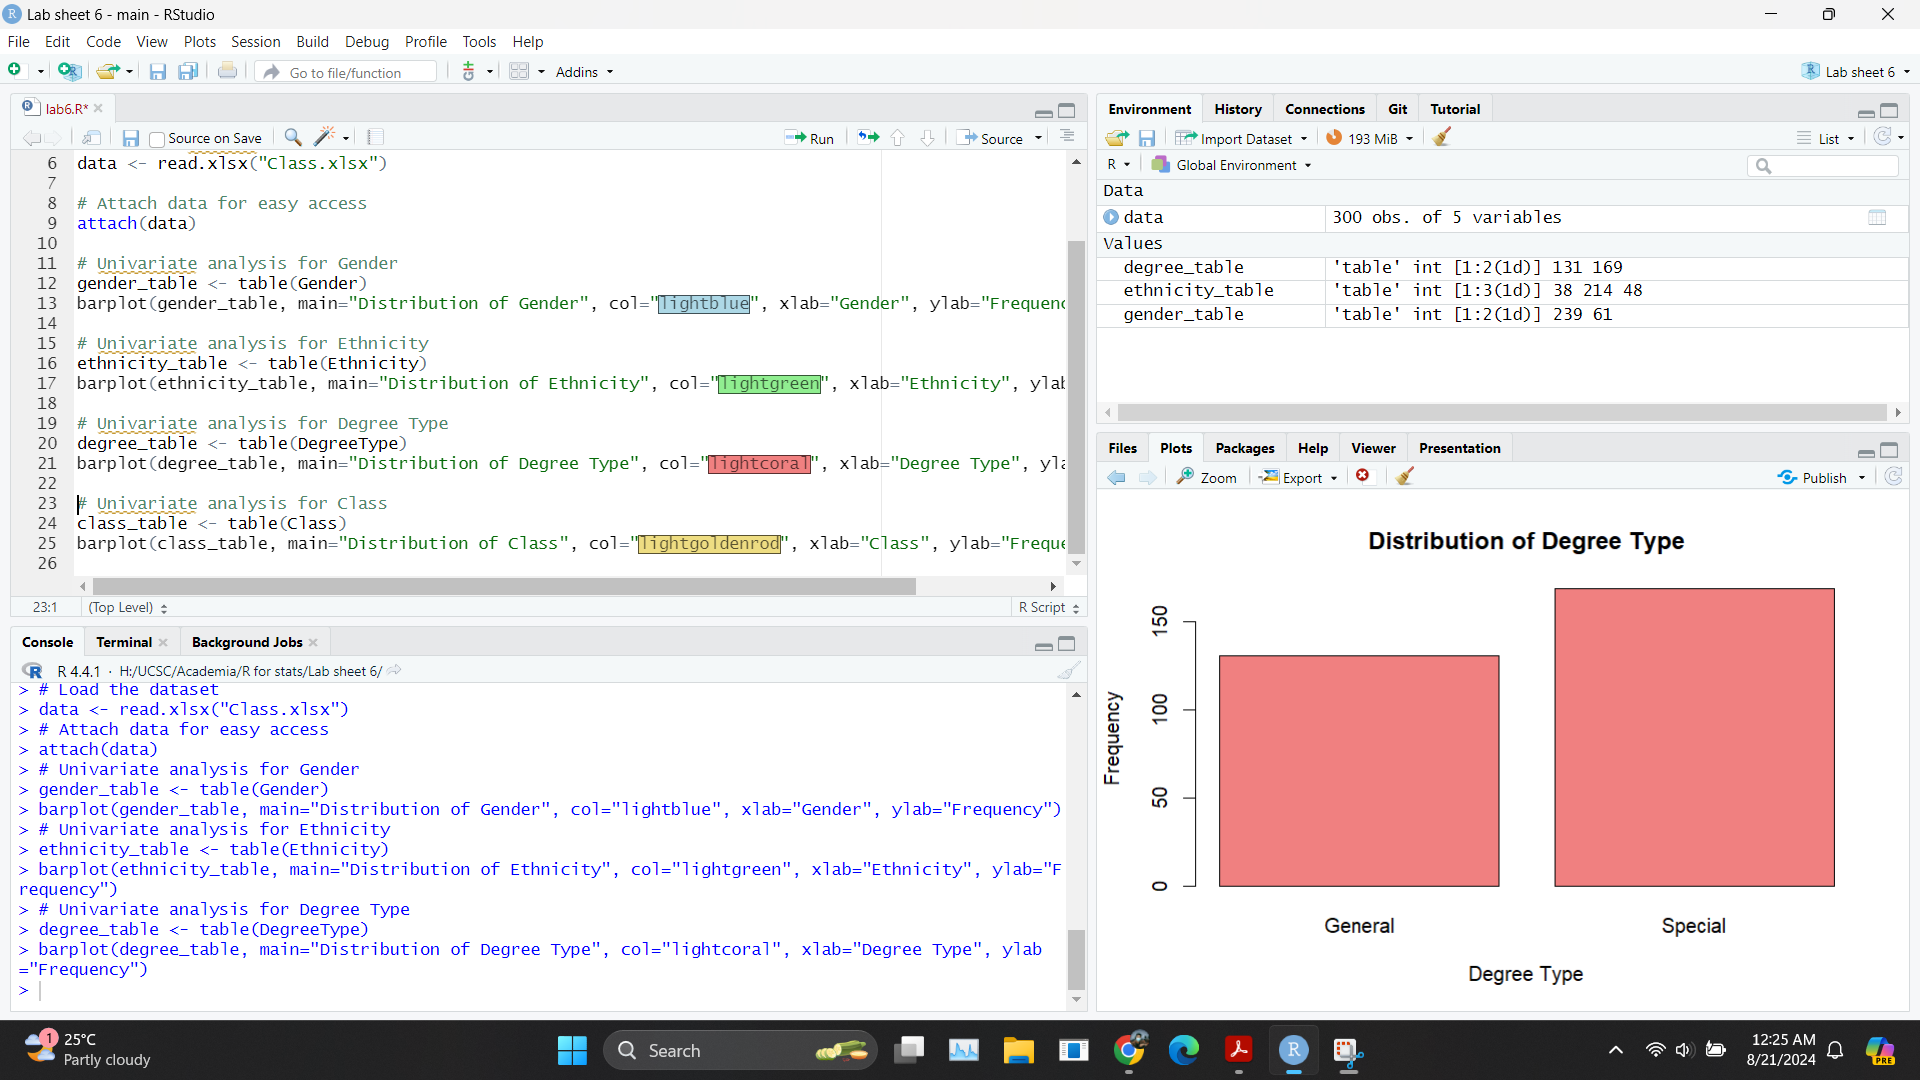 Lab sheet 6 - main - RStudio
File Edit Code View Plots Session Build Debug Profile Tools Help
Go to file/function Addins Lab sheet 6
lab6.R*
Source on Save Run Source
6 data <- read.xlsx("Class.xlsx")
7
8 # Attach data for easy access
9 attach(data)
10
11 # Univariate analysis for Gender
12 gender_table <- table(Gender)
13 barplot(gender_table, main="Distribution of Gender", col="lightblue", xlab="Gender", ylab="Frequenc
14
15 # Univariate analysis for Ethnicity
16 ethnicity_table <- table(Ethnicity)
17 barplot(ethnicity_table, main="Distribution of Ethnicity", col="lightgreen", xlab="Ethnicity", ylab
18
19 # Univariate analysis for Degree Type
20 degree_table <- table(DegreeType)
21 barplot(degree_table, main="Distribution of Degree Type", col="lightcoral", xlab="Degree Type", yla
22
23 # Univariate analysis for Class
24 class_table <- table(Class)
25 barplot(class_table, main="Distribution of Class", col="lightgoldenrod", xlab="Class", ylab="Freque
26
23:1 (Top Level) R Script
Console Terminal Background Jobs
R 4.4.1 · H:/UCSC/Academia/R for stats/Lab sheet 6/
> # Load the dataset
> data <- read.xlsx("Class.xlsx")
> # Attach data for easy access
> attach(data)
> # Univariate analysis for Gender
> gender_table <- table(Gender)
> barplot(gender_table, main="Distribution of Gender", col="lightblue", xlab="Gender", ylab="Frequency")
> # Univariate analysis for Ethnicity
> ethnicity_table <- table(Ethnicity)
> barplot(ethnicity_table, main="Distribution of Ethnicity", col="lightgreen", xlab="Ethnicity", ylab="F
requency")
> # Univariate analysis for Degree Type
> degree_table <- table(DegreeType)
> barplot(degree_table, main="Distribution of Degree Type", col="lightcoral", xlab="Degree Type", ylab
="Frequency")
>
Environment History Connections Git Tutorial
Import Dataset 193 MiB List
R Global Environment
Data
data 300 obs. of 5 variables
Values
degree_table 'table' int [1:2(1d)] 131 169
ethnicity_table 'table' int [1:3(1d)] 38 214 48
gender_table 'table' int [1:2(1d)] 239 61
Files Plots Packages Help Viewer Presentation
Zoom Export Publish
Distribution of Degree Type
Frequency
150
100
50
0
General Special
Degree Type
1
25°C
Partly cloudy
Search
PRE
12:25 AM
8/21/2024